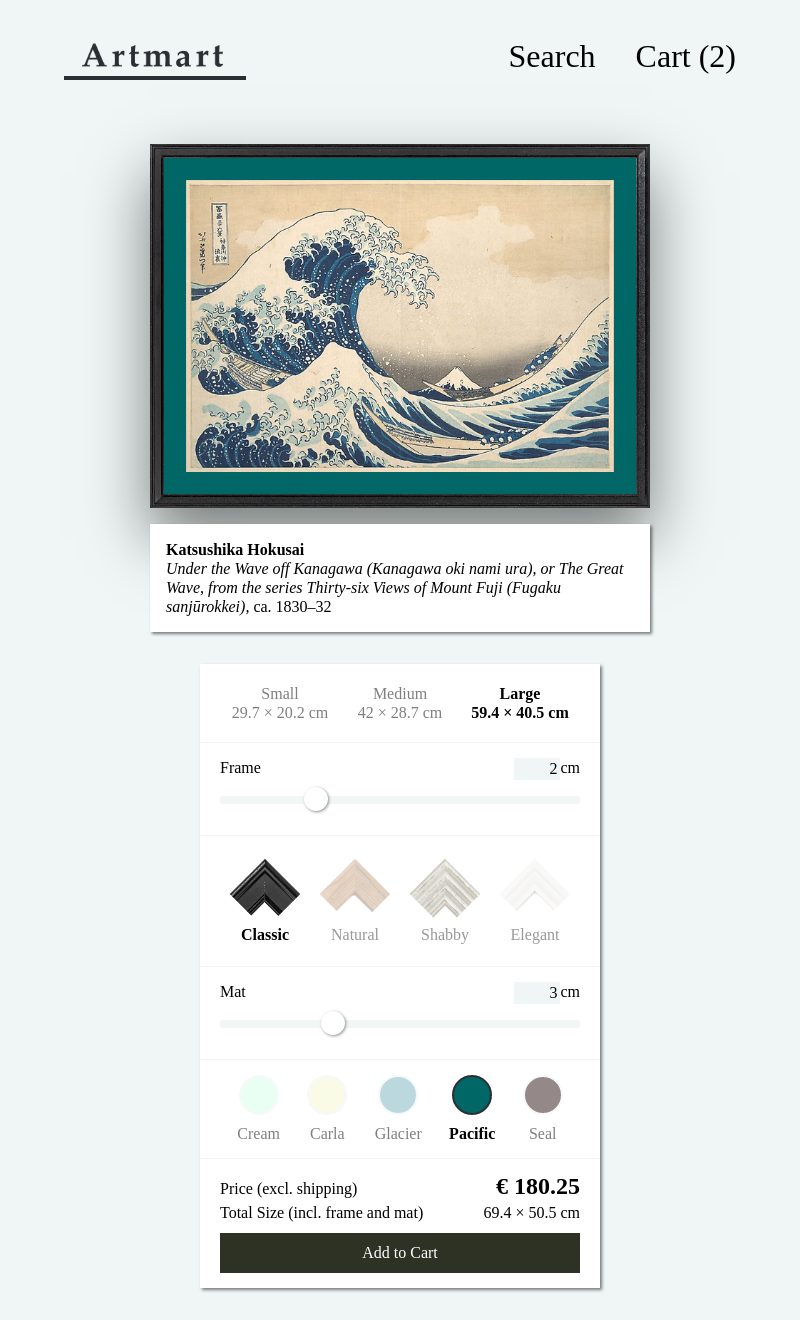 Artmart
Search
Cart (2)
Katsushika Hokusai
Under the Wave off Kanagawa (Kanagawa oki nami ura), or The Great
Wave, from the series Thirty-six Views of Mount Fuji (Fugaku
sanjūrokkei), ca. 1830–32
Small
29.7 × 20.2 cm
Medium
42 × 28.7 cm
Large
59.4 × 40.5 cm
Frame
2 cm
Classic
Natural
Shabby
Elegant
Mat
3 cm
Cream
Carla
Glacier
Pacific
Seal
Price (excl. shipping)
€ 180.25
Total Size (incl. frame and mat)
69.4 × 50.5 cm
Add to Cart